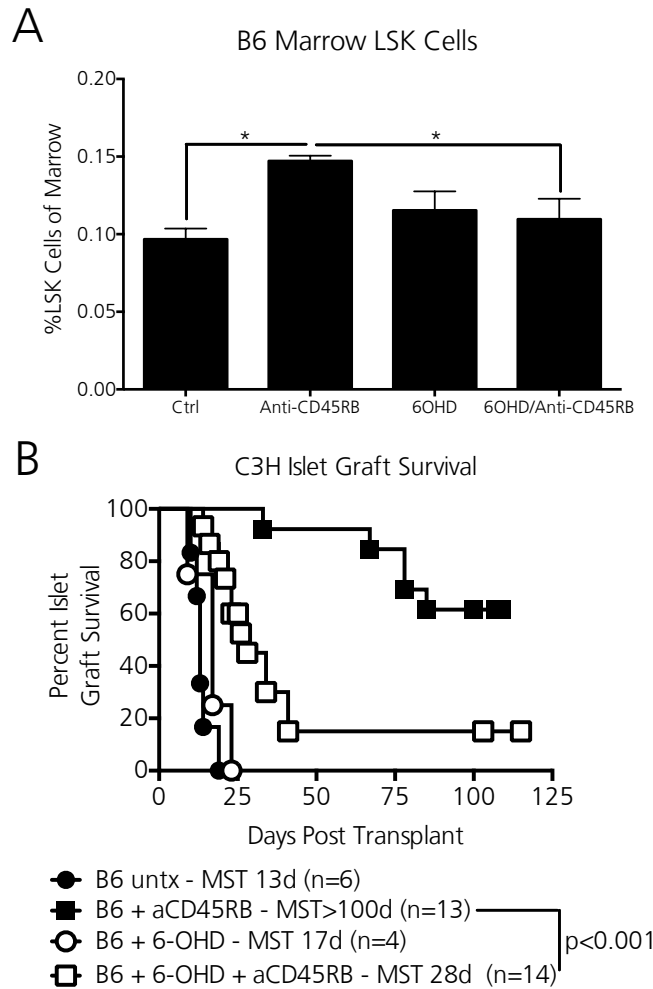 A
B6 Marrow LSK Cells
%LSK Cells of Marrow
0.20
0.15
0.10
0.05
0.00
*
*
Ctrl
Anti-CD45RB
6OHD
6OHD/Anti-CD45RB
B
C3H Islet Graft Survival
Percent Islet
Graft Survival
100
80
60
40
20
0
0
25
50
75
100
125
Days Post Transplant
B6 untx - MST 13d (n=6)
B6 + aCD45RB - MST>100d (n=13)
B6 + 6-OHD - MST 17d (n=4)
B6 + 6-OHD + aCD45RB - MST 28d (n=14)
p<0.001